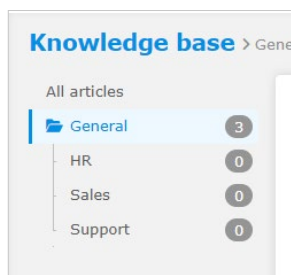 Knowledge base > Gene
All articles
General 3
HR 0
Sales 0
Support 0